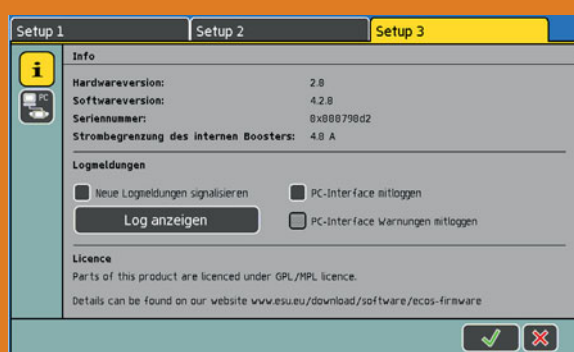 Setup 1 Setup 2 Setup 3
Info
Hardwareversion: 2.0
Softwareversion: 4.2.0
Seriennummer: 0x080798d2
Strombegrenzung des internen Boosters: 4.0 A
Logmeldungen
Neue Logmeldungen signalisieren PC-Interface mitloggen
Log anzeigen PC-Interface Warnungen mitloggen
Licence
Parts of this product are licenced under GPL/MPL licence.
Details can be found on our website www.esu.eu/download/software/ecos-firmware
i
PC